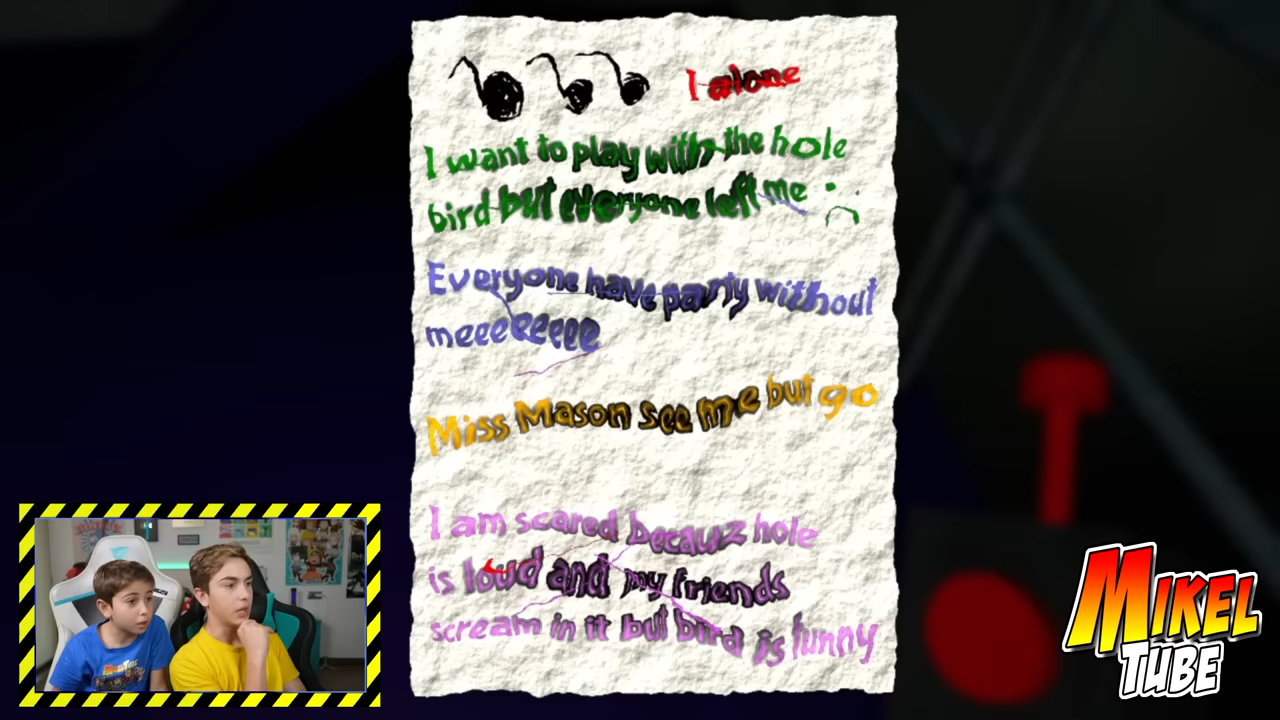 I alone
I want to play with the hole
bird but everyone left me :(
Everyone have party without
meeeeeeeee
Miss Mason see me but go
I am scared becauz hole
is loud and my friends
scream in it but bird is funny
MIKEL
TUBE